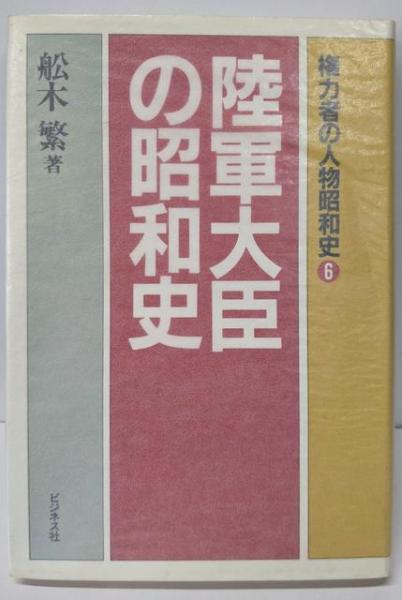 権力者の人物昭和史6
陸軍大臣
の昭和史
舩木繁 著
ビジネス社